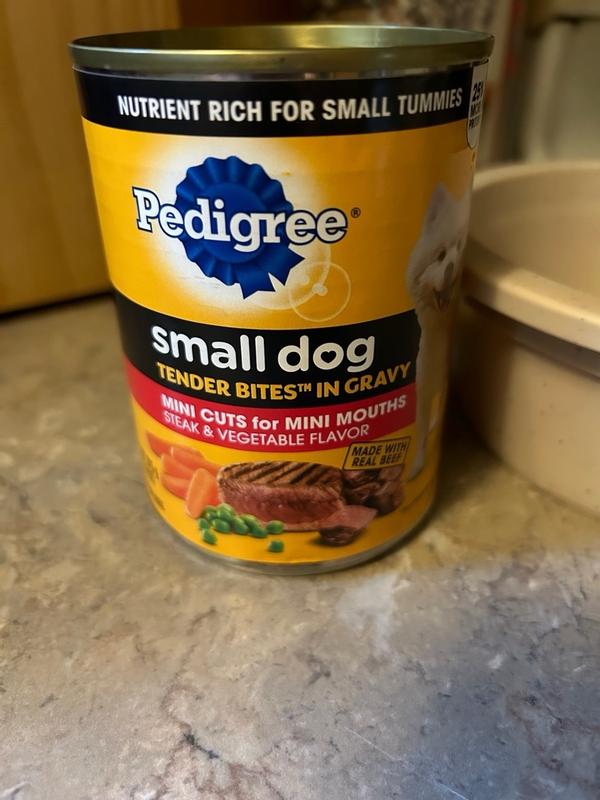 NUTRIENT RICH FOR SMALL TUMMIES
Pedigree®
small dog
TENDER BITES™ IN GRAVY
MINI CUTS for MINI MOUTHS
STEAK & VEGETABLE FLAVOR
MADE WITH
REAL BEEF